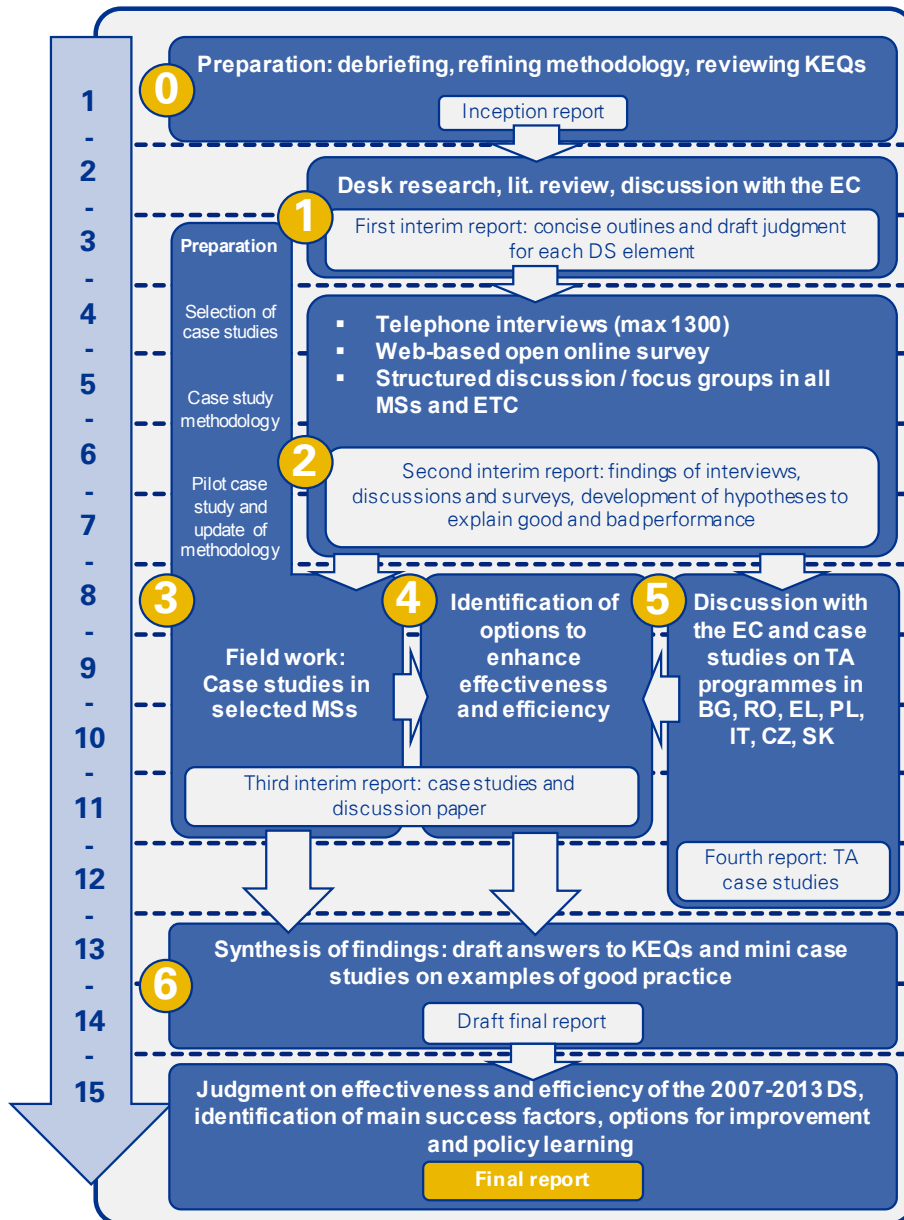 1
-
2
-
3
-
4
-
5
-
6
-
7
-
8
-
9
-
10
-
11
-
12
-
13
-
14
-
15
0
Preparation: debriefing, refining methodology, reviewing KEQs
Inception report
Desk research, lit. review, discussion with the EC
1
First interim report: concise outlines and draft judgment
for each DS element
Preparation
Selection of
case studies
Case study
methodology
Pilot case
study and
update of
methodology
▪ Telephone interviews (max 1300)
▪ Web-based open online survey
▪ Structured discussion / focus groups in all
MSs and ETC
2
Second interim report: findings of interviews,
discussions and surveys, development of hypotheses to
explain good and bad performance
3
Field work:
Case studies in
selected MSs
4
Identification of
options to
enhance
effectiveness
and efficiency
5
Discussion with
the EC and case
studies on TA
programmes in
BG, RO, EL, PL,
IT, CZ, SK
Third interim report: case studies and
discussion paper
Fourth report: TA
case studies
6
Synthesis of findings: draft answers to KEQs and mini case
studies on examples of good practice
Draft final report
Judgment on effectiveness and efficiency of the 2007-2013 DS,
identification of main success factors, options for improvement
and policy learning
Final report